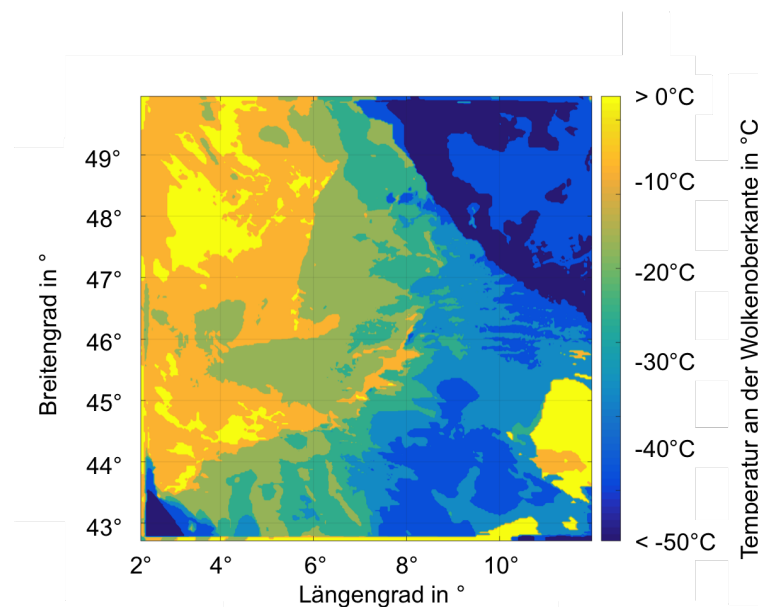 > 0°C
-10°C
-20°C
-30°C
-40°C
< -50°C
Temperatur an der Wolkenoberkante in °C
Breitengrad in °
49°
48°
47°
46°
45°
44°
43°
2° 4° 6° 8° 10°
Längengrad in °